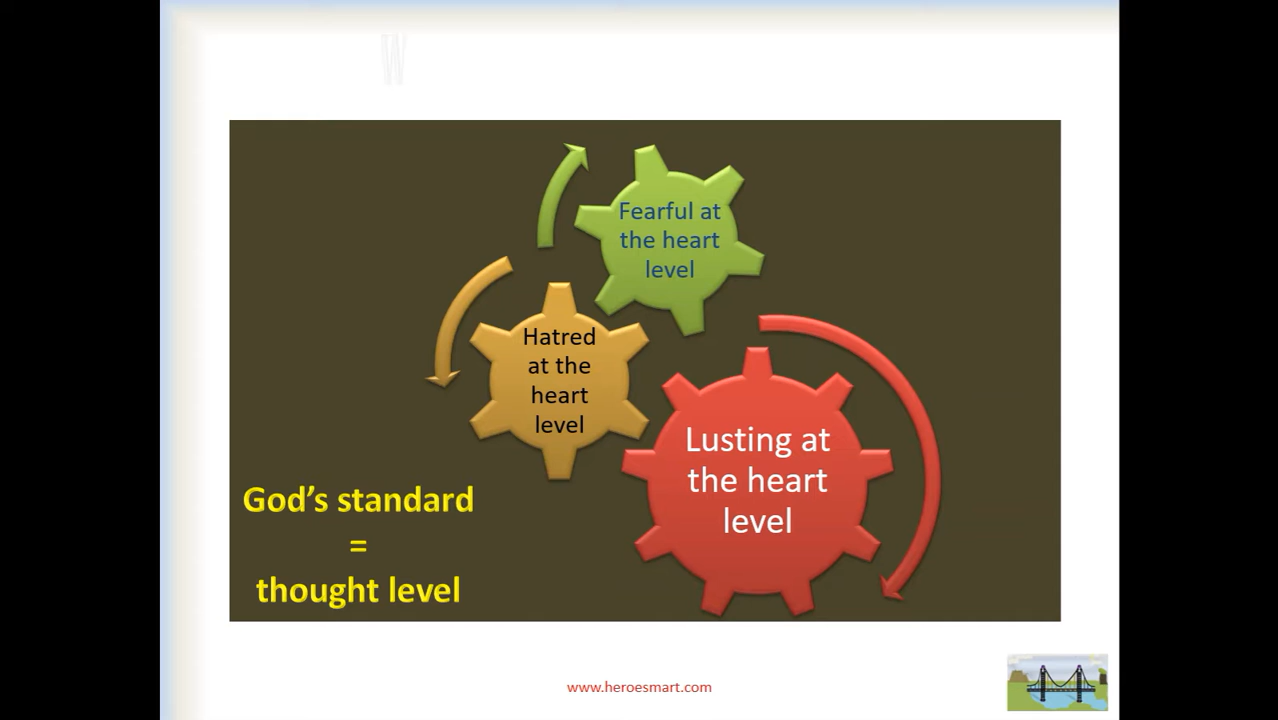 W
Fearful at
the heart
level
Hatred
at the
heart
level
Lusting at
the heart
level
God's standard
=
thought level
www.heroesmart.com